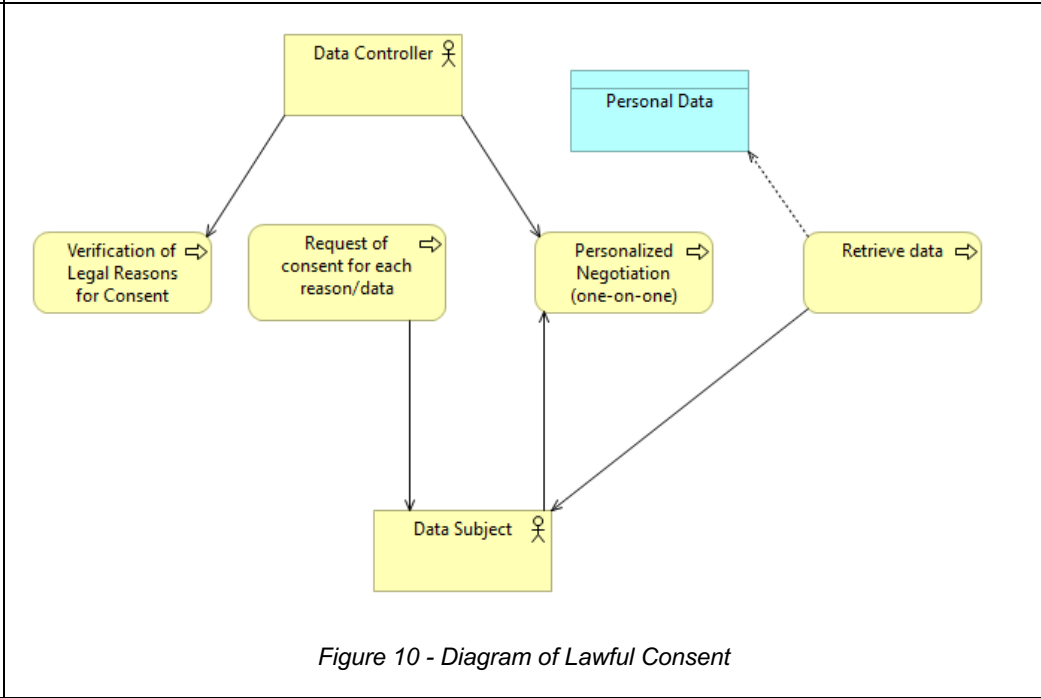 Data Controller
Personal Data
Verification of
Legal Reasons
for Consent
Request of
consent for each
reason/data
Personalized
Negotiation
(one-on-one)
Retrieve data
Data Subject
Figure 10 - Diagram of Lawful Consent